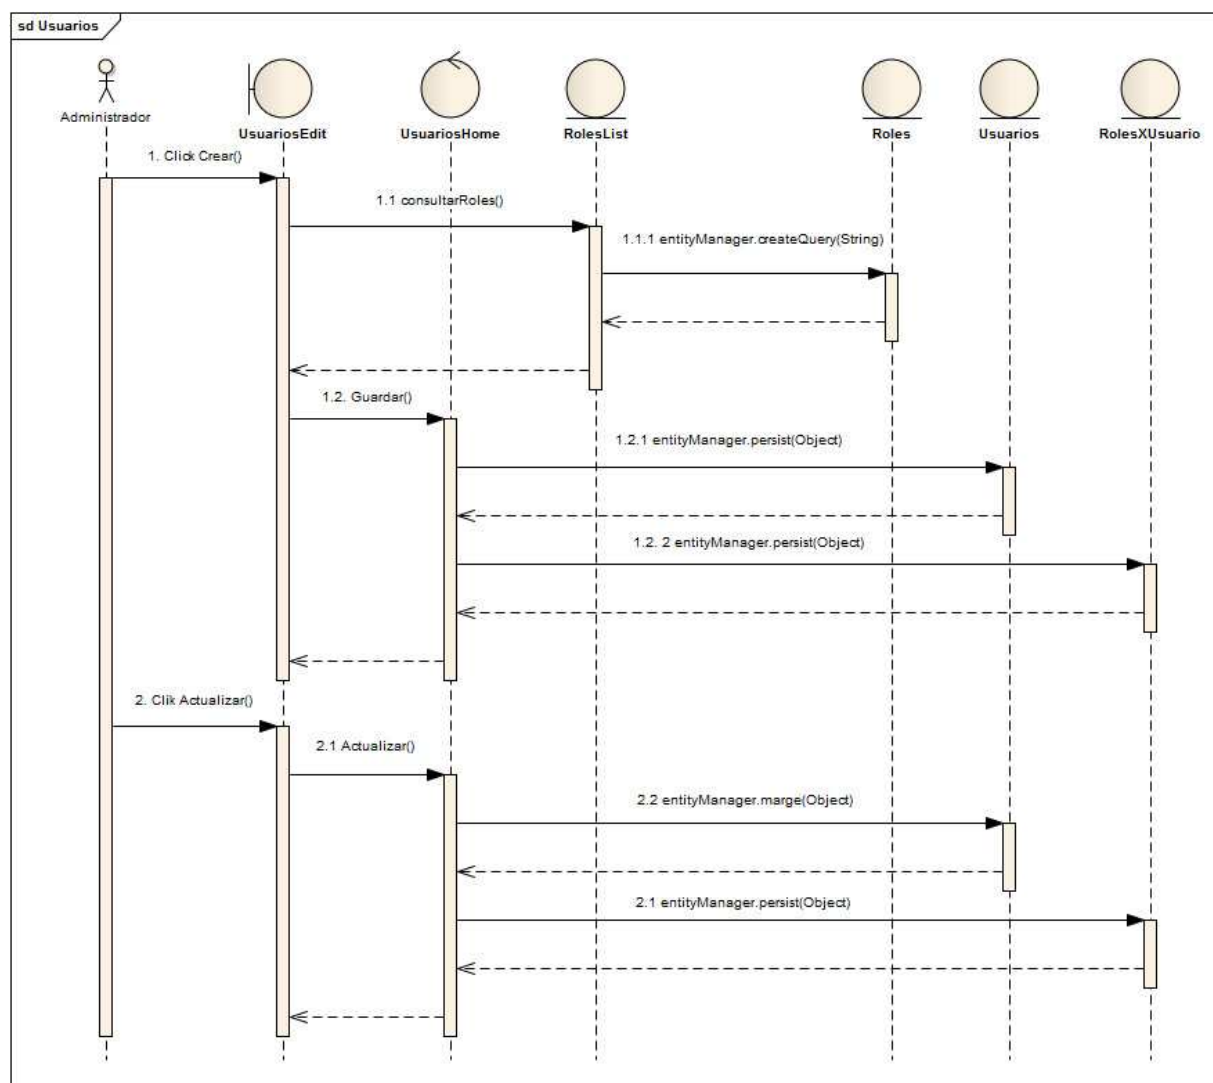 sd Usuarios
Administrador
UsuariosEdit
UsuariosHome
RolesList
Roles
Usuarios
RolesXUsuario
1. Click Crear()
1.1 consultarRoles()
1.1.1 entityManager.createQuery(String)
1.2. Guardar()
1.2.1 entityManager.persist(Object)
1.2. 2 entityManager.persist(Object)
2. Clik Actualizar()
2.1 Actualizar()
2.2 entityManager.marge(Object)
2.1 entityManager.persist(Object)